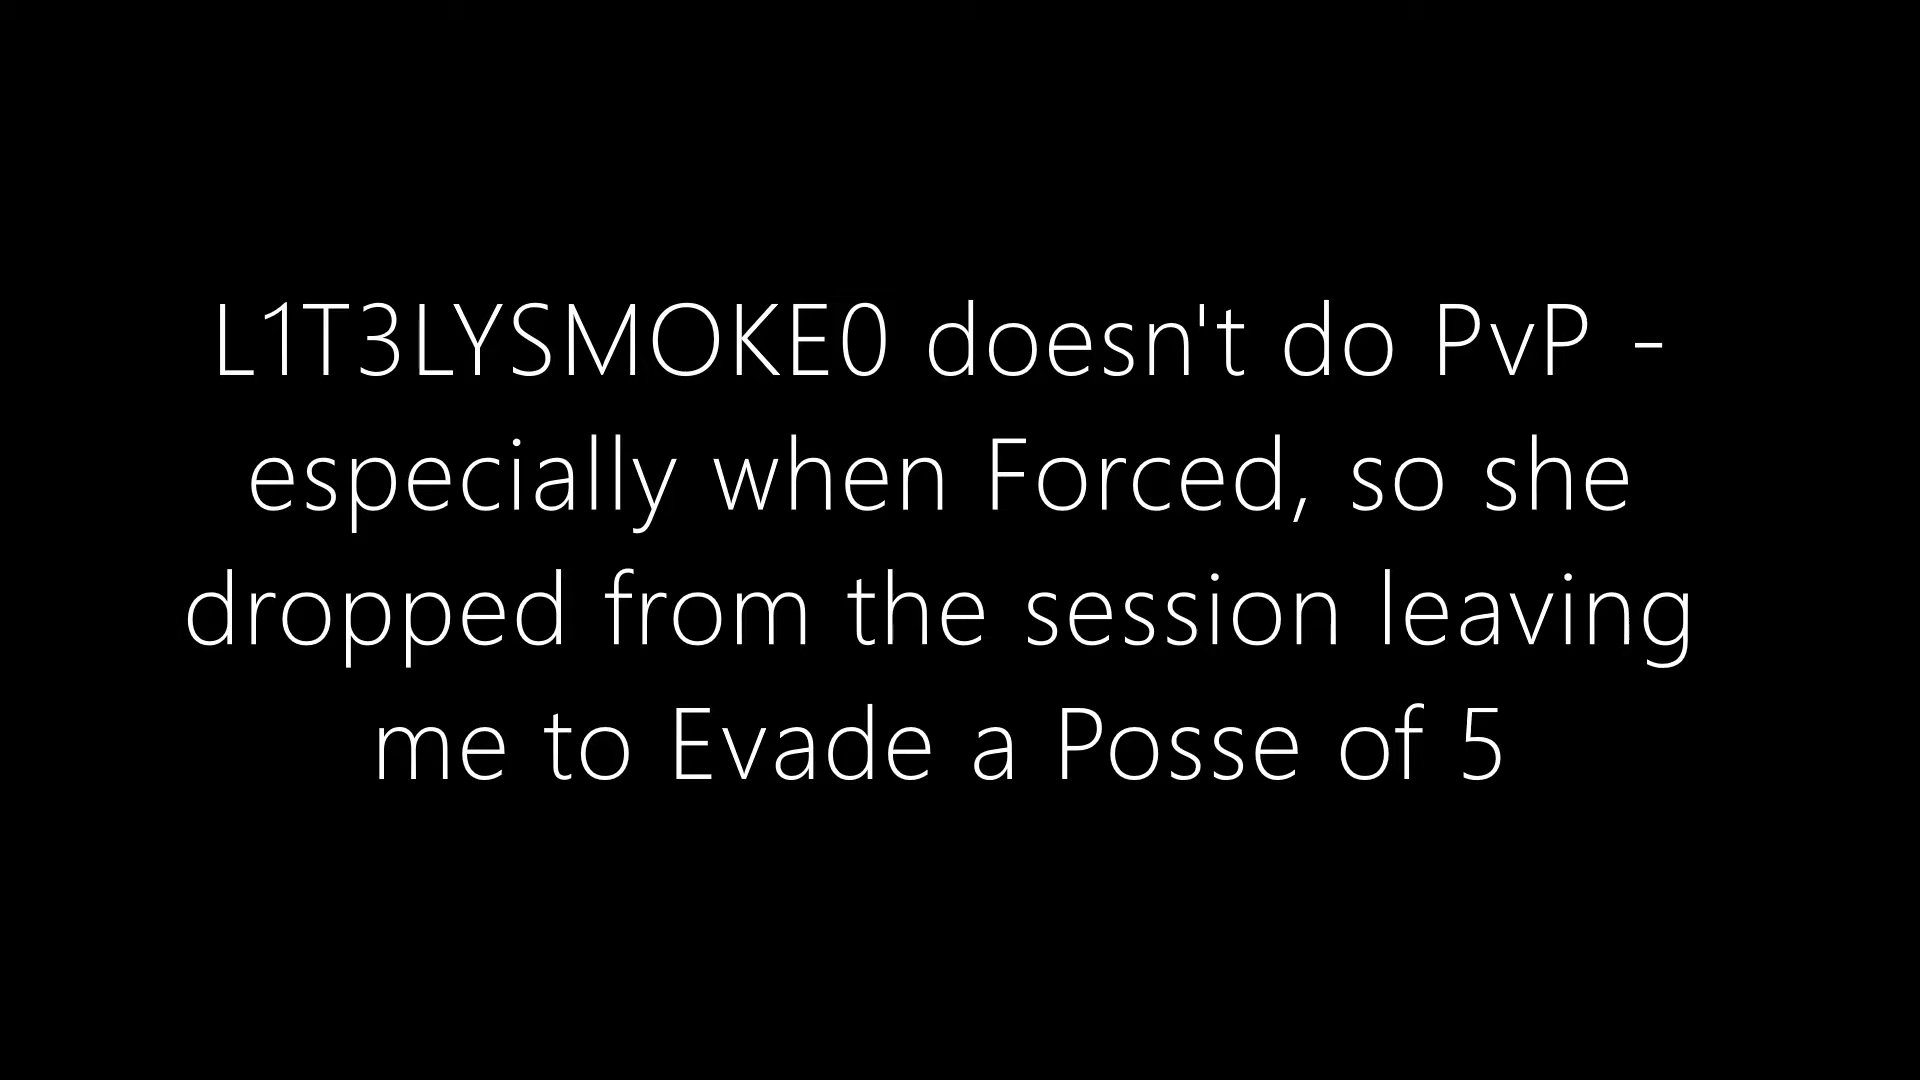 L1T3LYSMOKE0 doesn't do PvP -
especially when Forced, so she
dropped from the session leaving
me to Evade a Posse of 5